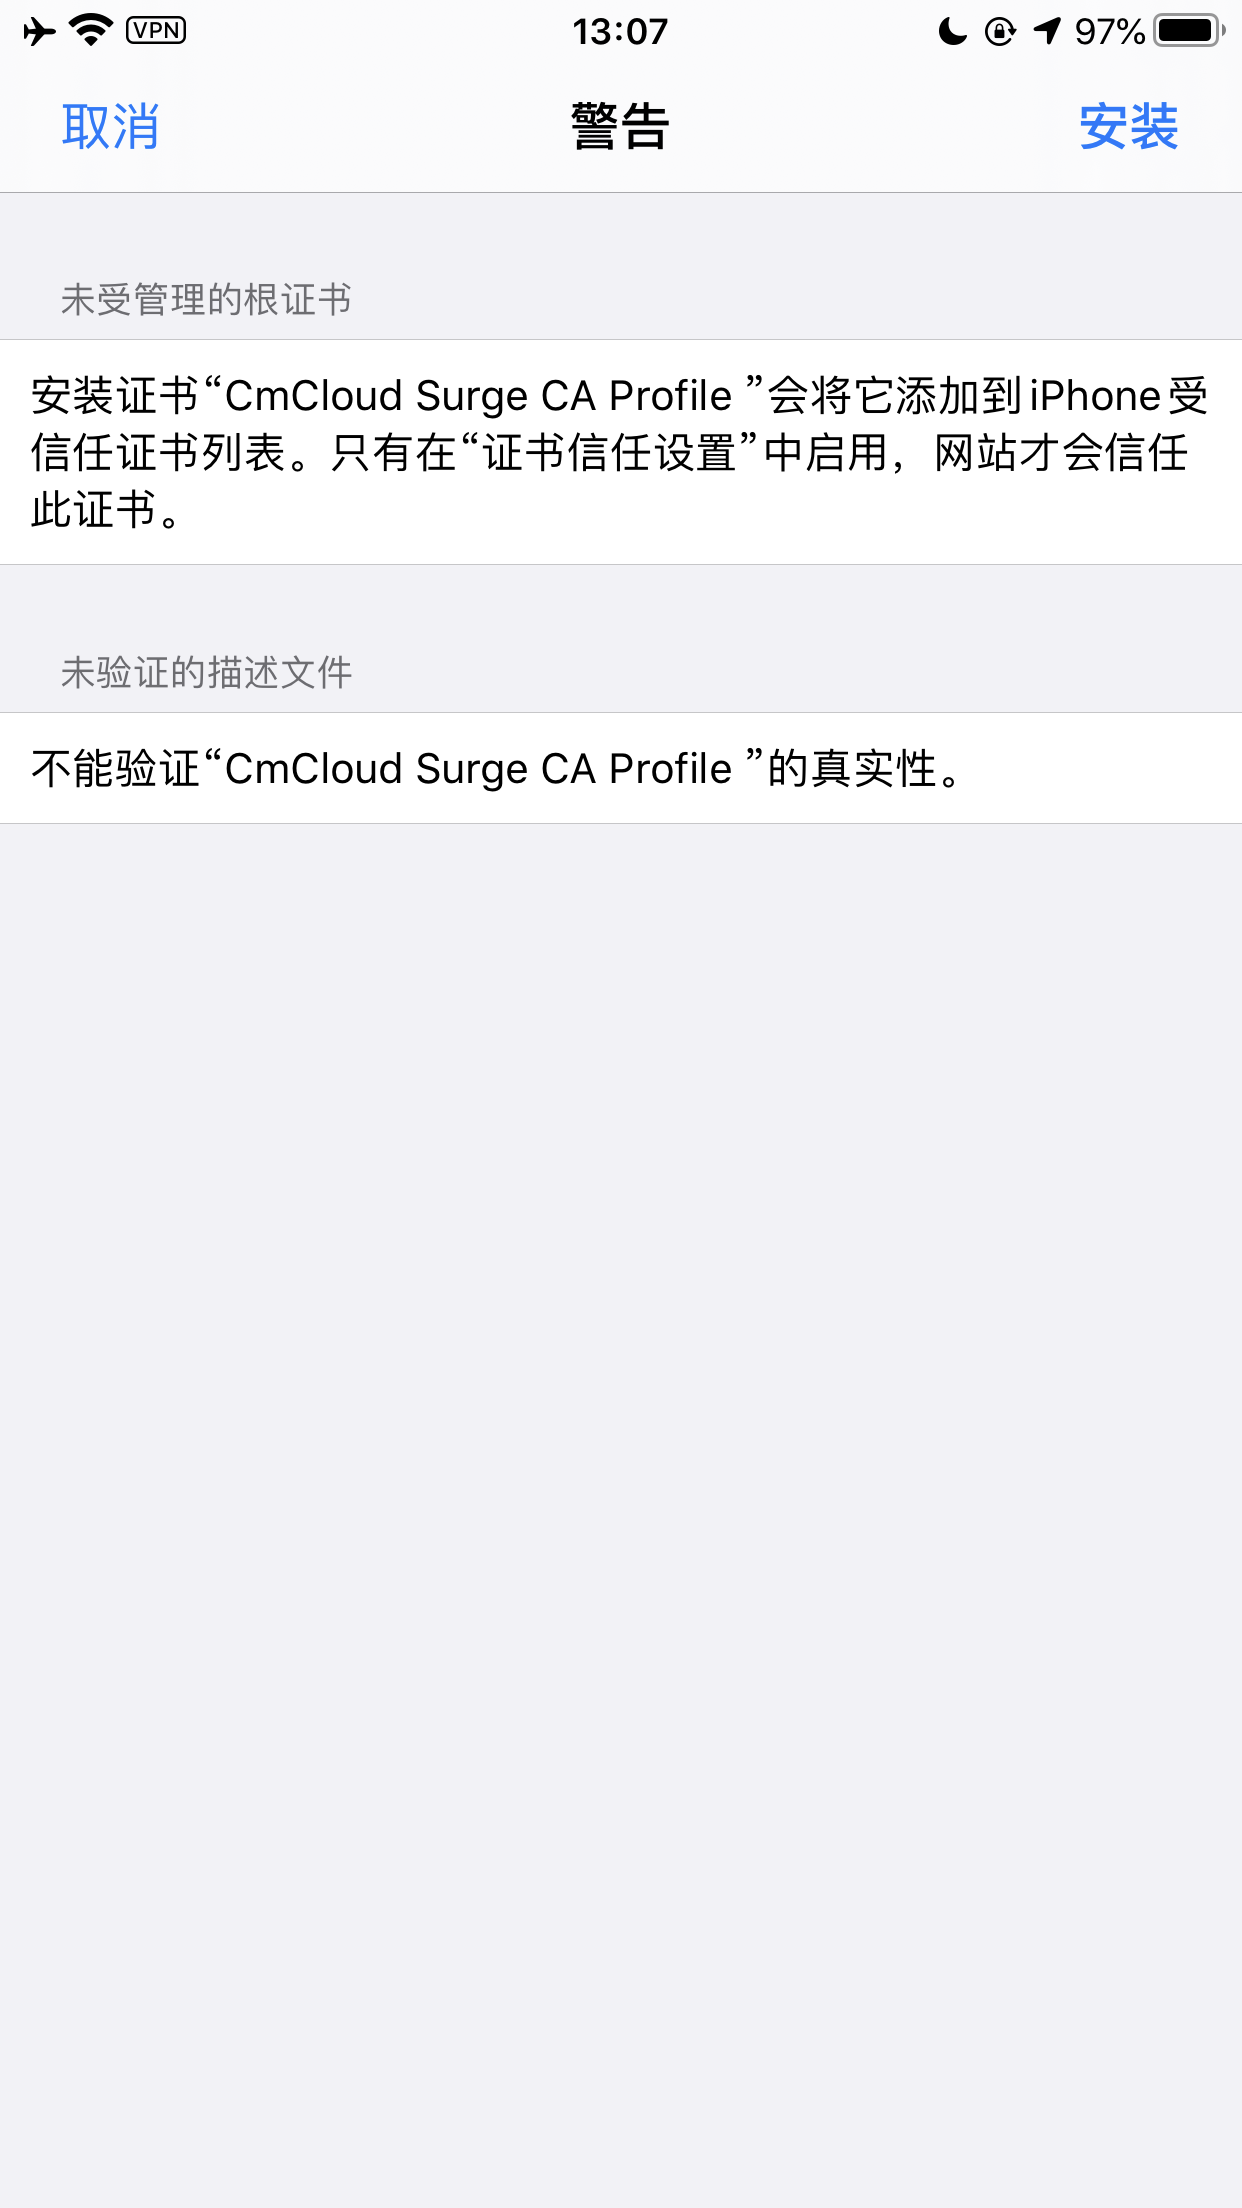 VPN 13:07 97%
取消 警告 安装
未受管理的根证书
安装证书“CmCloud Surge CA Profile ”会将它添加到iPhone受
信任证书列表。只有在“证书信任设置”中启用，网站才会信任
此证书。
未验证的描述文件
不能验证“CmCloud Surge CA Profile ”的真实性。